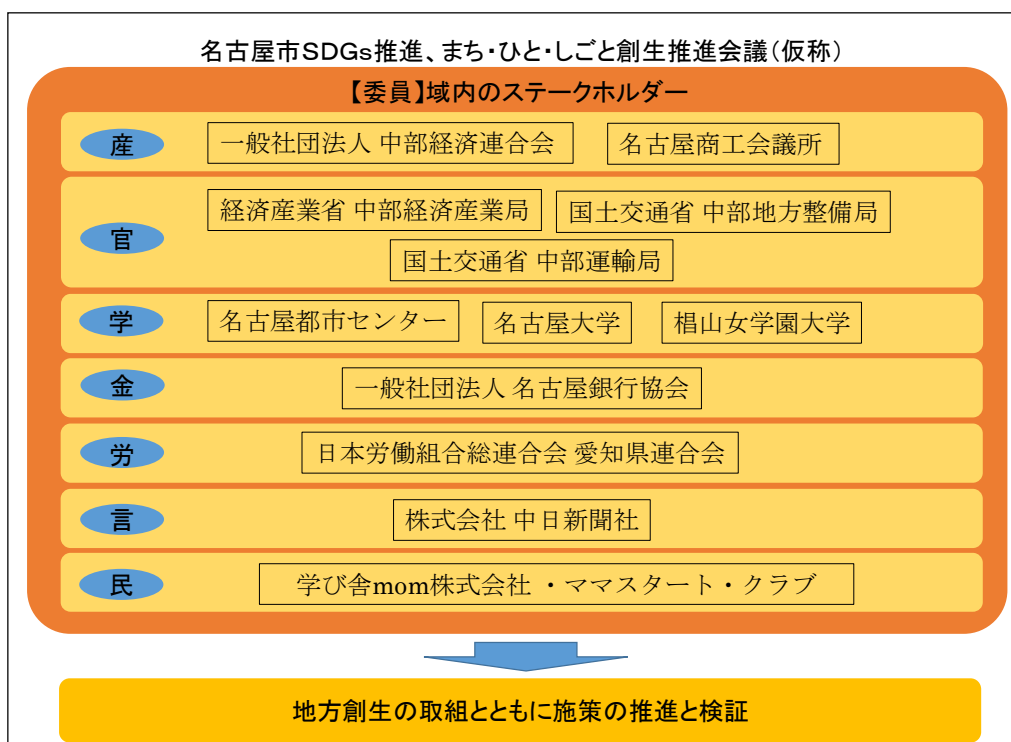 名古屋市SDGs推進、まち・ひと・しごと創生推進会議(仮称)
【委員】域内のステークホルダー
産 一般社団法人 中部経済連合会 名古屋商工会議所
官 経済産業省 中部経済産業局 国土交通省 中部地方整備局
国土交通省 中部運輸局
学 名古屋都市センター 名古屋大学 椙山女学園大学
金 一般社団法人 名古屋銀行協会
労 日本労働組合総連合会 愛知県連合会
言 株式会社 中日新聞社
民 学び舎mom株式会社 ・ママスタート・クラブ
地方創生の取組とともに施策の推進と検証